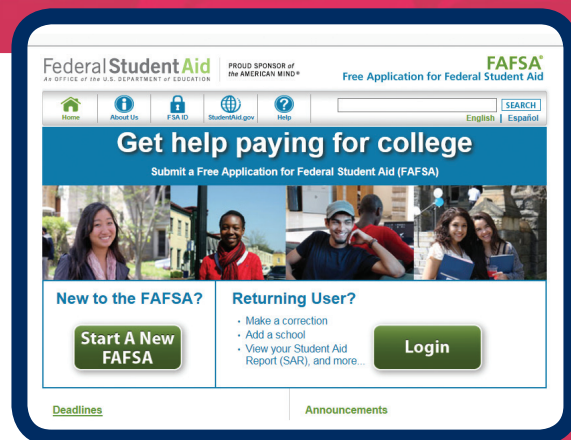 Federal Student Aid
An OFFICE of the U.S. DEPARTMENT of EDUCATION
PROUD SPONSOR of
the AMERICAN MIND®
FAFSA®
Free Application for Federal Student Aid
Home
About Us
FSA ID
StudentAid.gov
Help
SEARCH
English | Español
Get help paying for college
Submit a Free Application for Federal Student Aid (FAFSA)
New to the FAFSA?
Start A New
FAFSA
Returning User?
• Make a correction
• Add a school
• View your Student Aid
Report (SAR), and more...
Login
Deadlines
Announcements